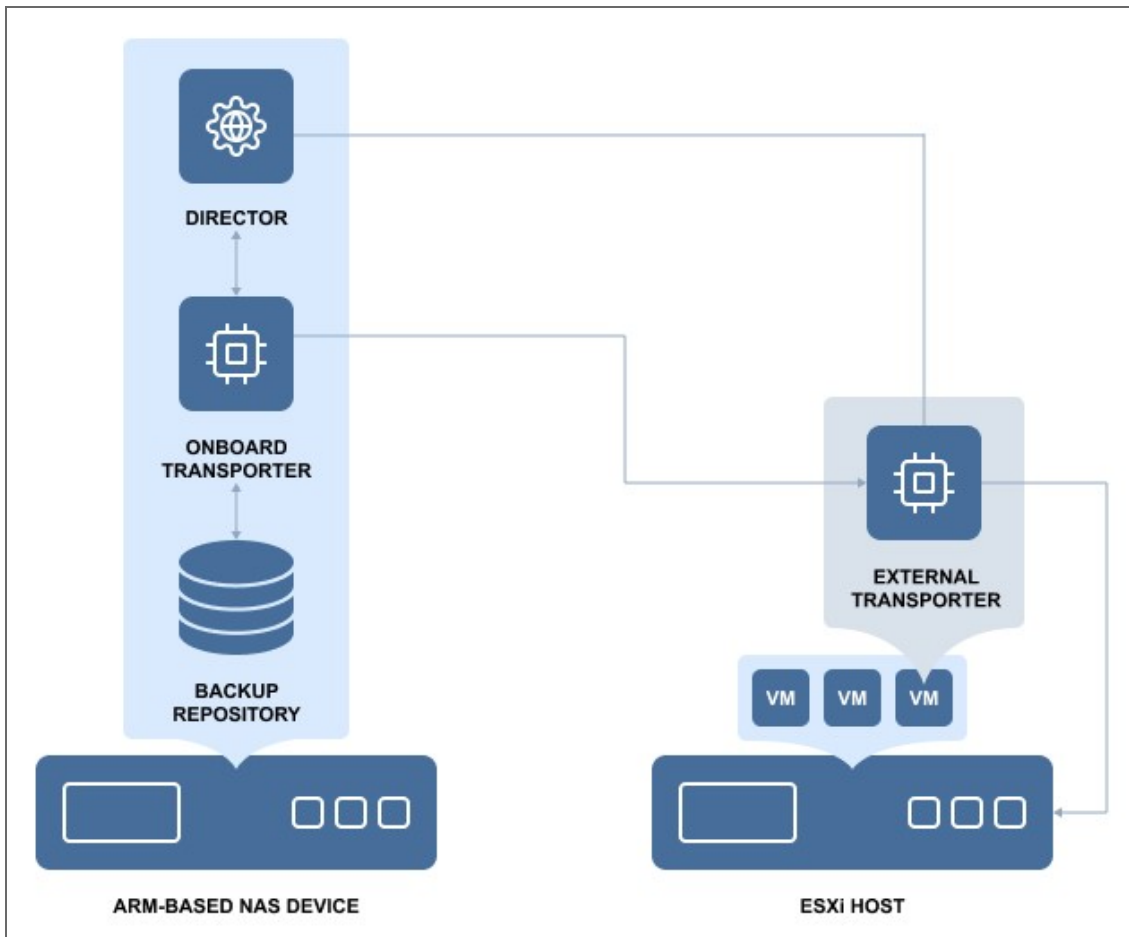 DIRECTOR
ONBOARD
TRANSPORTER
BACKUP
REPOSITORY
ARM-BASED NAS DEVICE
EXTERNAL
TRANSPORTER
VM
VM
VM
ESXi HOST